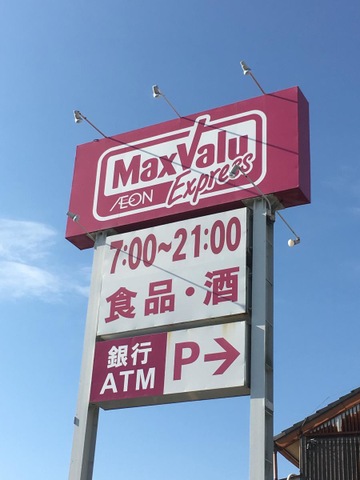 MaxValu
ÆON Express
7:00～21:00
食品・酒
銀行 P→
ATM